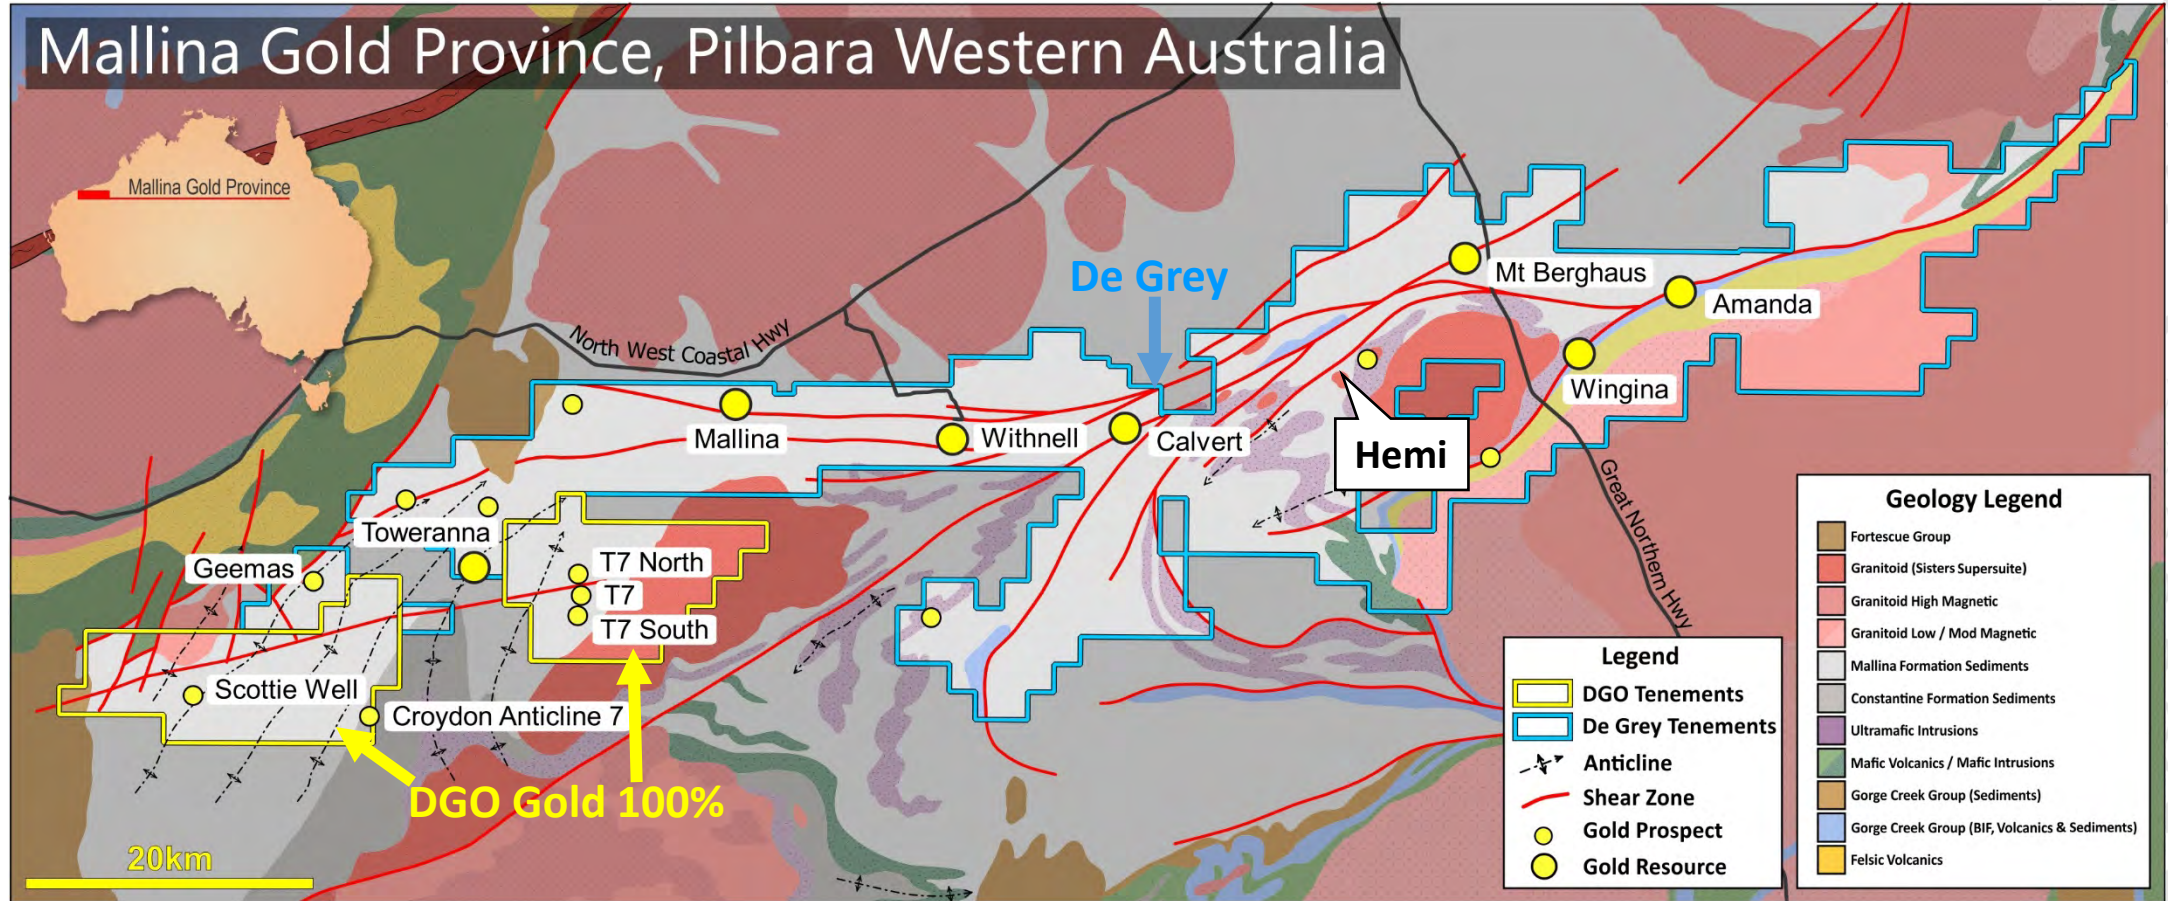 Mallina Gold Province, Pilbara Western Australia
Mallina Gold Province
North West Coastal Hwy
De Grey
Mt Berghaus
Amanda
Wingina
Mallina
Withnell
Calvert
Hemi
Great Northern Hwy
Toweranna
Geemas
T7 North
T7
T7 South
Scottie Well
Croydon Anticline 7
DGO Gold 100%
20km
Legend
DGO Tenements
De Grey Tenements
Anticline
Shear Zone
Gold Prospect
Gold Resource
Geology Legend
Fortescue Group
Granitoid (Sisters Supersuite)
Granitoid High Magnetic
Granitoid Low / Mod Magnetic
Mallina Formation Sediments
Constantine Formation Sediments
Ultramafic Intrusions
Mafic Volcanics / Mafic Intrusions
Gorge Creek Group (Sediments)
Gorge Creek Group (BIF, Volcanics & Sediments)
Felsic Volcanics